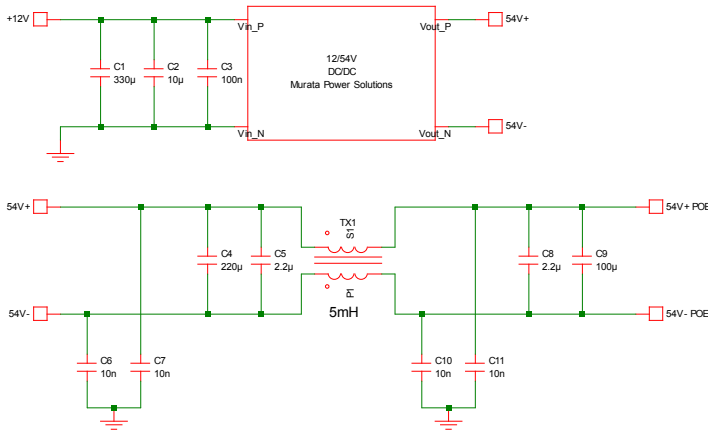 +12V
Vin_P
Vout_P
54V+
C1
330µ
C2
10µ
C3
100n
12/54V
DC/DC
Murata Power Solutions
Vin_N
Vout_N
54V-
54V+
TX1
S1
54V+ POE
C4
220µ
C5
2.2µ
C8
2.2µ
C9
100µ
P1
5mH
54V-
54V- POE
C6
10n
C7
10n
C10
10n
C11
10n